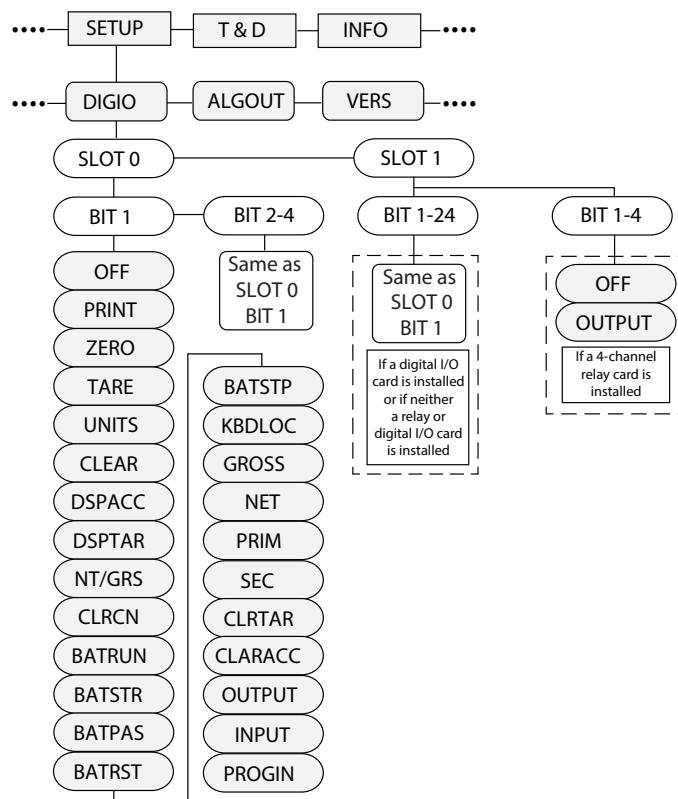 SETUP
T & D
INFO
DIGIO
ALGOUT
VERS
SLOT 0
SLOT 1
BIT 1
BIT 2-4
BIT 1-24
BIT 1-4
OFF
PRINT
ZERO
TARE
UNITS
CLEAR
DSPACC
DSPTAR
NT/GRS
CLRCN
BATRUN
BATSTR
BATPAS
BATRST
Same as
SLOT 0
BIT 1
BATSTP
KBDLOC
GROSS
NET
PRIM
SEC
CLRTAR
CLARACC
OUTPUT
INPUT
PROGIN
Same as
SLOT 0
BIT 1
If a digital I/O
card is installed
or if neither
a relay or
digital I/O card
is installed
OFF
OUTPUT
If a 4-channel
relay card is
installed